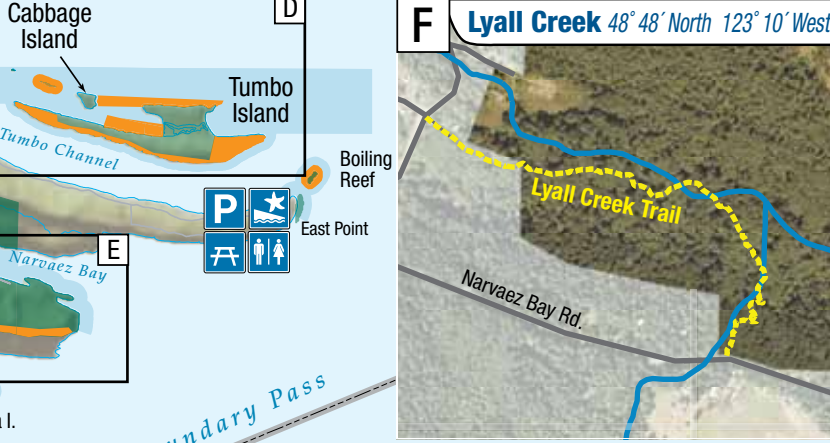 D
Cabbage
Island
Tumbo
Island
Tumbo Channel
Boiling
Reef
P
East Point
E
Narvaez Bay
Pass
F
Lyall Creek 48° 48´ North 123° 10´ West
Lyall Creek Trail
Narvaez Bay Rd.